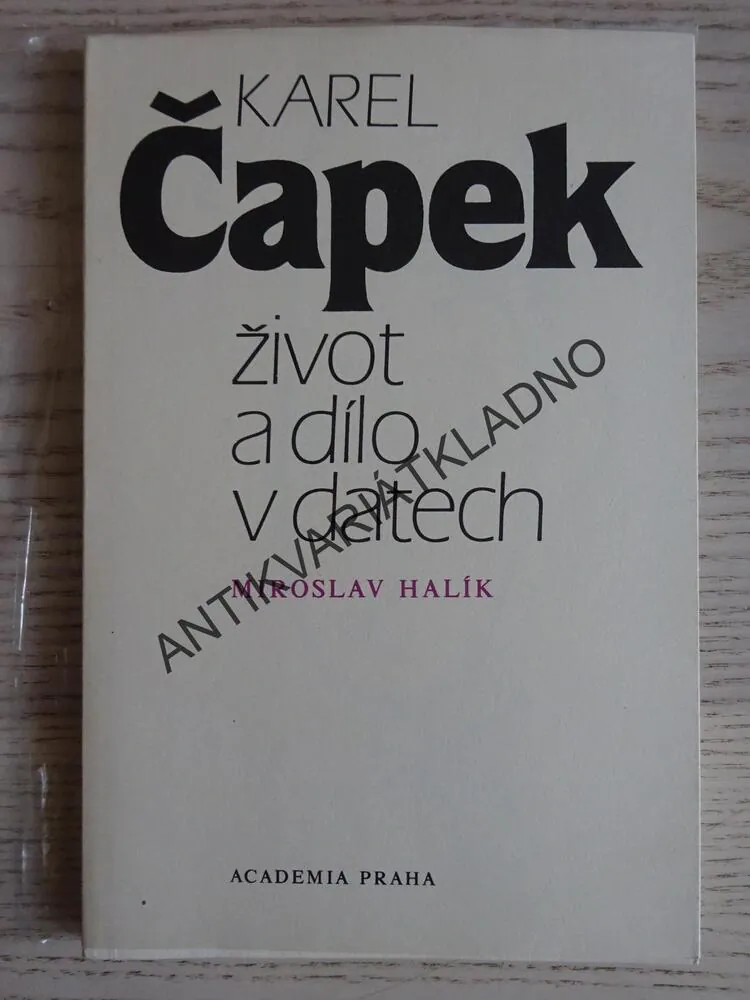 KAREL
Čapek
život
a dílo
v datech
MIROSLAV HALÍK
ANTIKVARIÁTKLADNO
ACADEMIA PRAHA